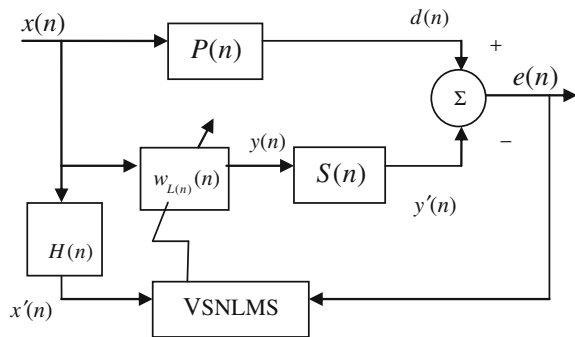 x(n)
d(n)
P(n)
+
e(n)
Σ
y(n)
−
w_{L(n)}(n)
S(n)
y′(n)
H(n)
x′(n)
VSNLMS